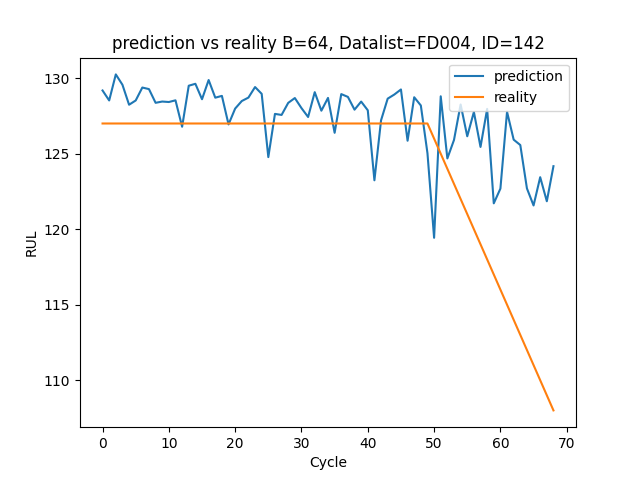 prediction vs reality B=64, Datalist=FD004, ID=142
prediction
reality
130
125
120
115
110
RUL
0 10 20 30 40 50 60 70
Cycle